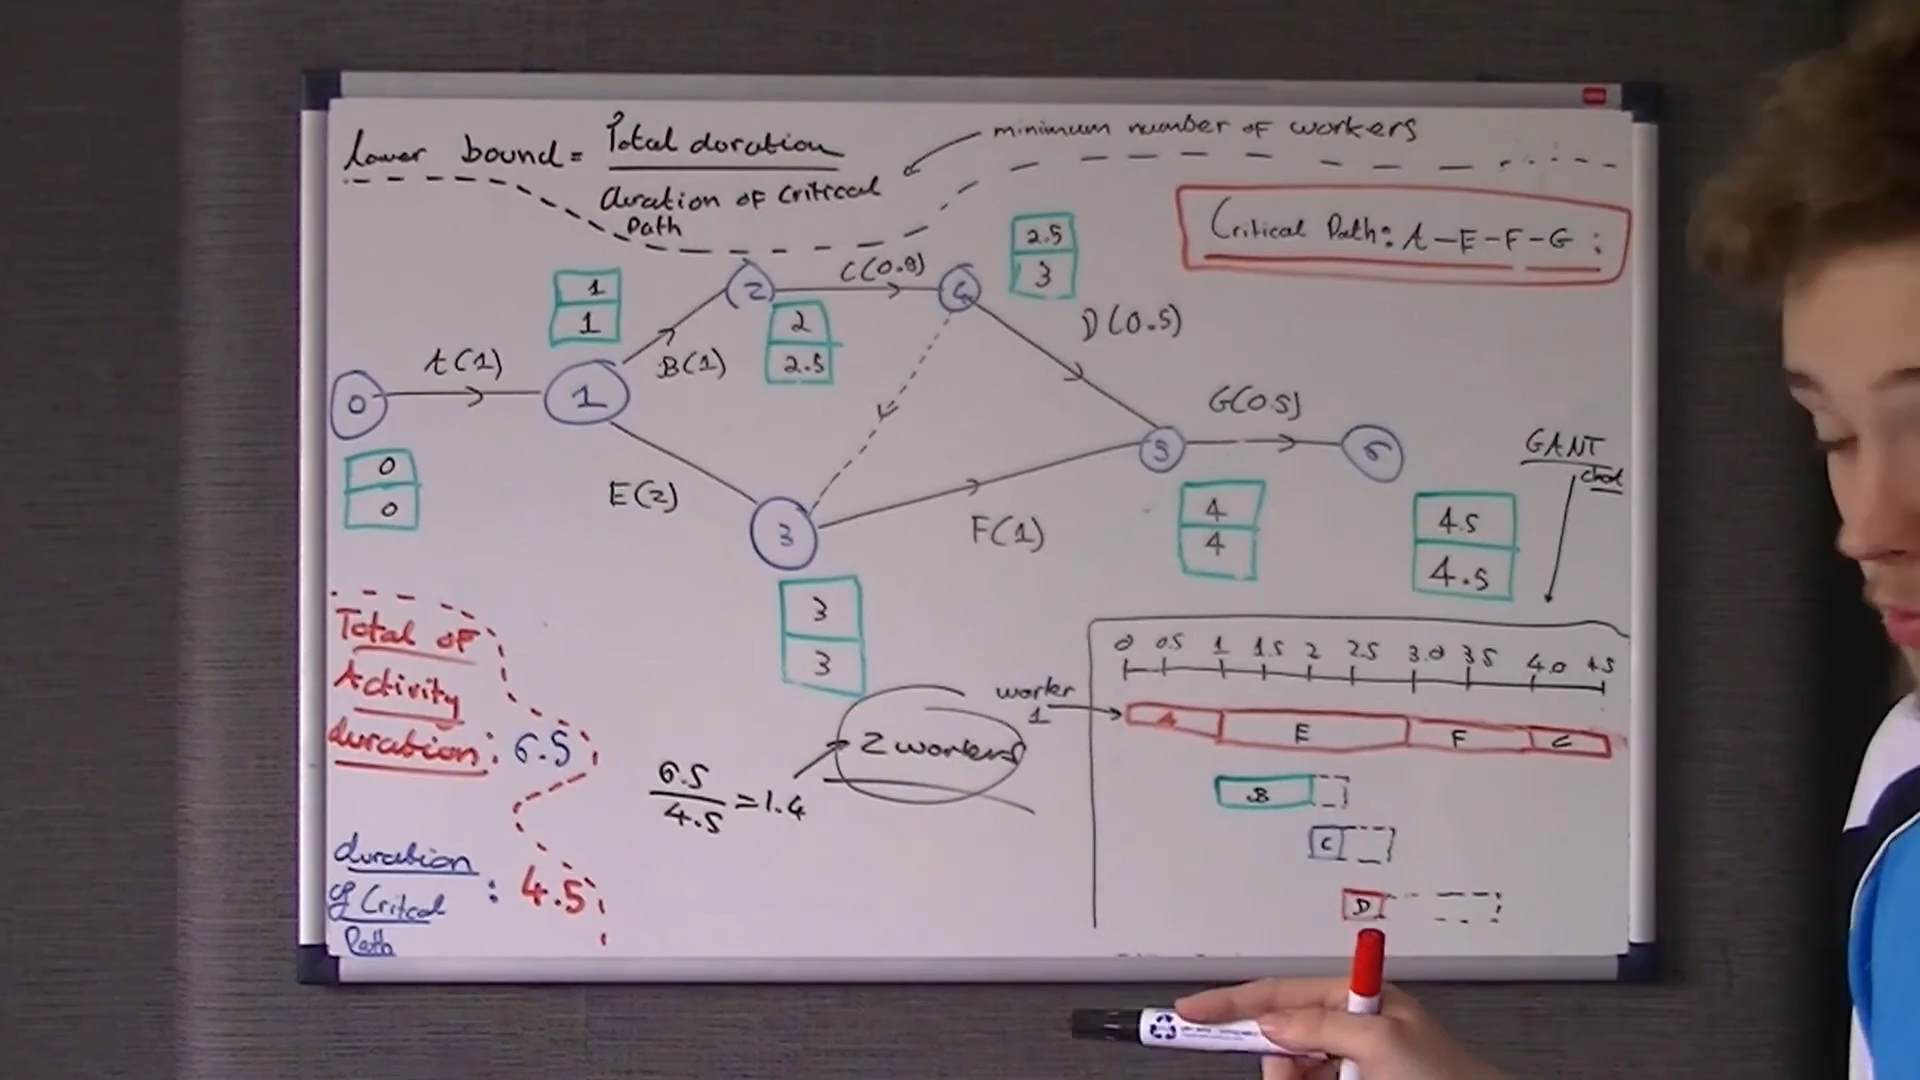 lower bound = Total doration
duration of Critical
Path
minimum number of workers
Critical Path: A-E-F-G :
1
1
2
C(0.8)
4
2.5
3
2
2.5
D(0.5)
A(1)
B(1)
0
1
G(0.5)
5
6
GANT
0
0
E(2)
3
F(1)
4
4
4.5
4.5
3
3
Total of
Activity
duration: 6.5
6.5
4.5
=1.4
2 workers
duration
of Critcal
Path
: 4.5
0 0.5 1 1.5 2 2.5 3.0 3.5 4.0 4.5
worker
1
A E F
B
C
D